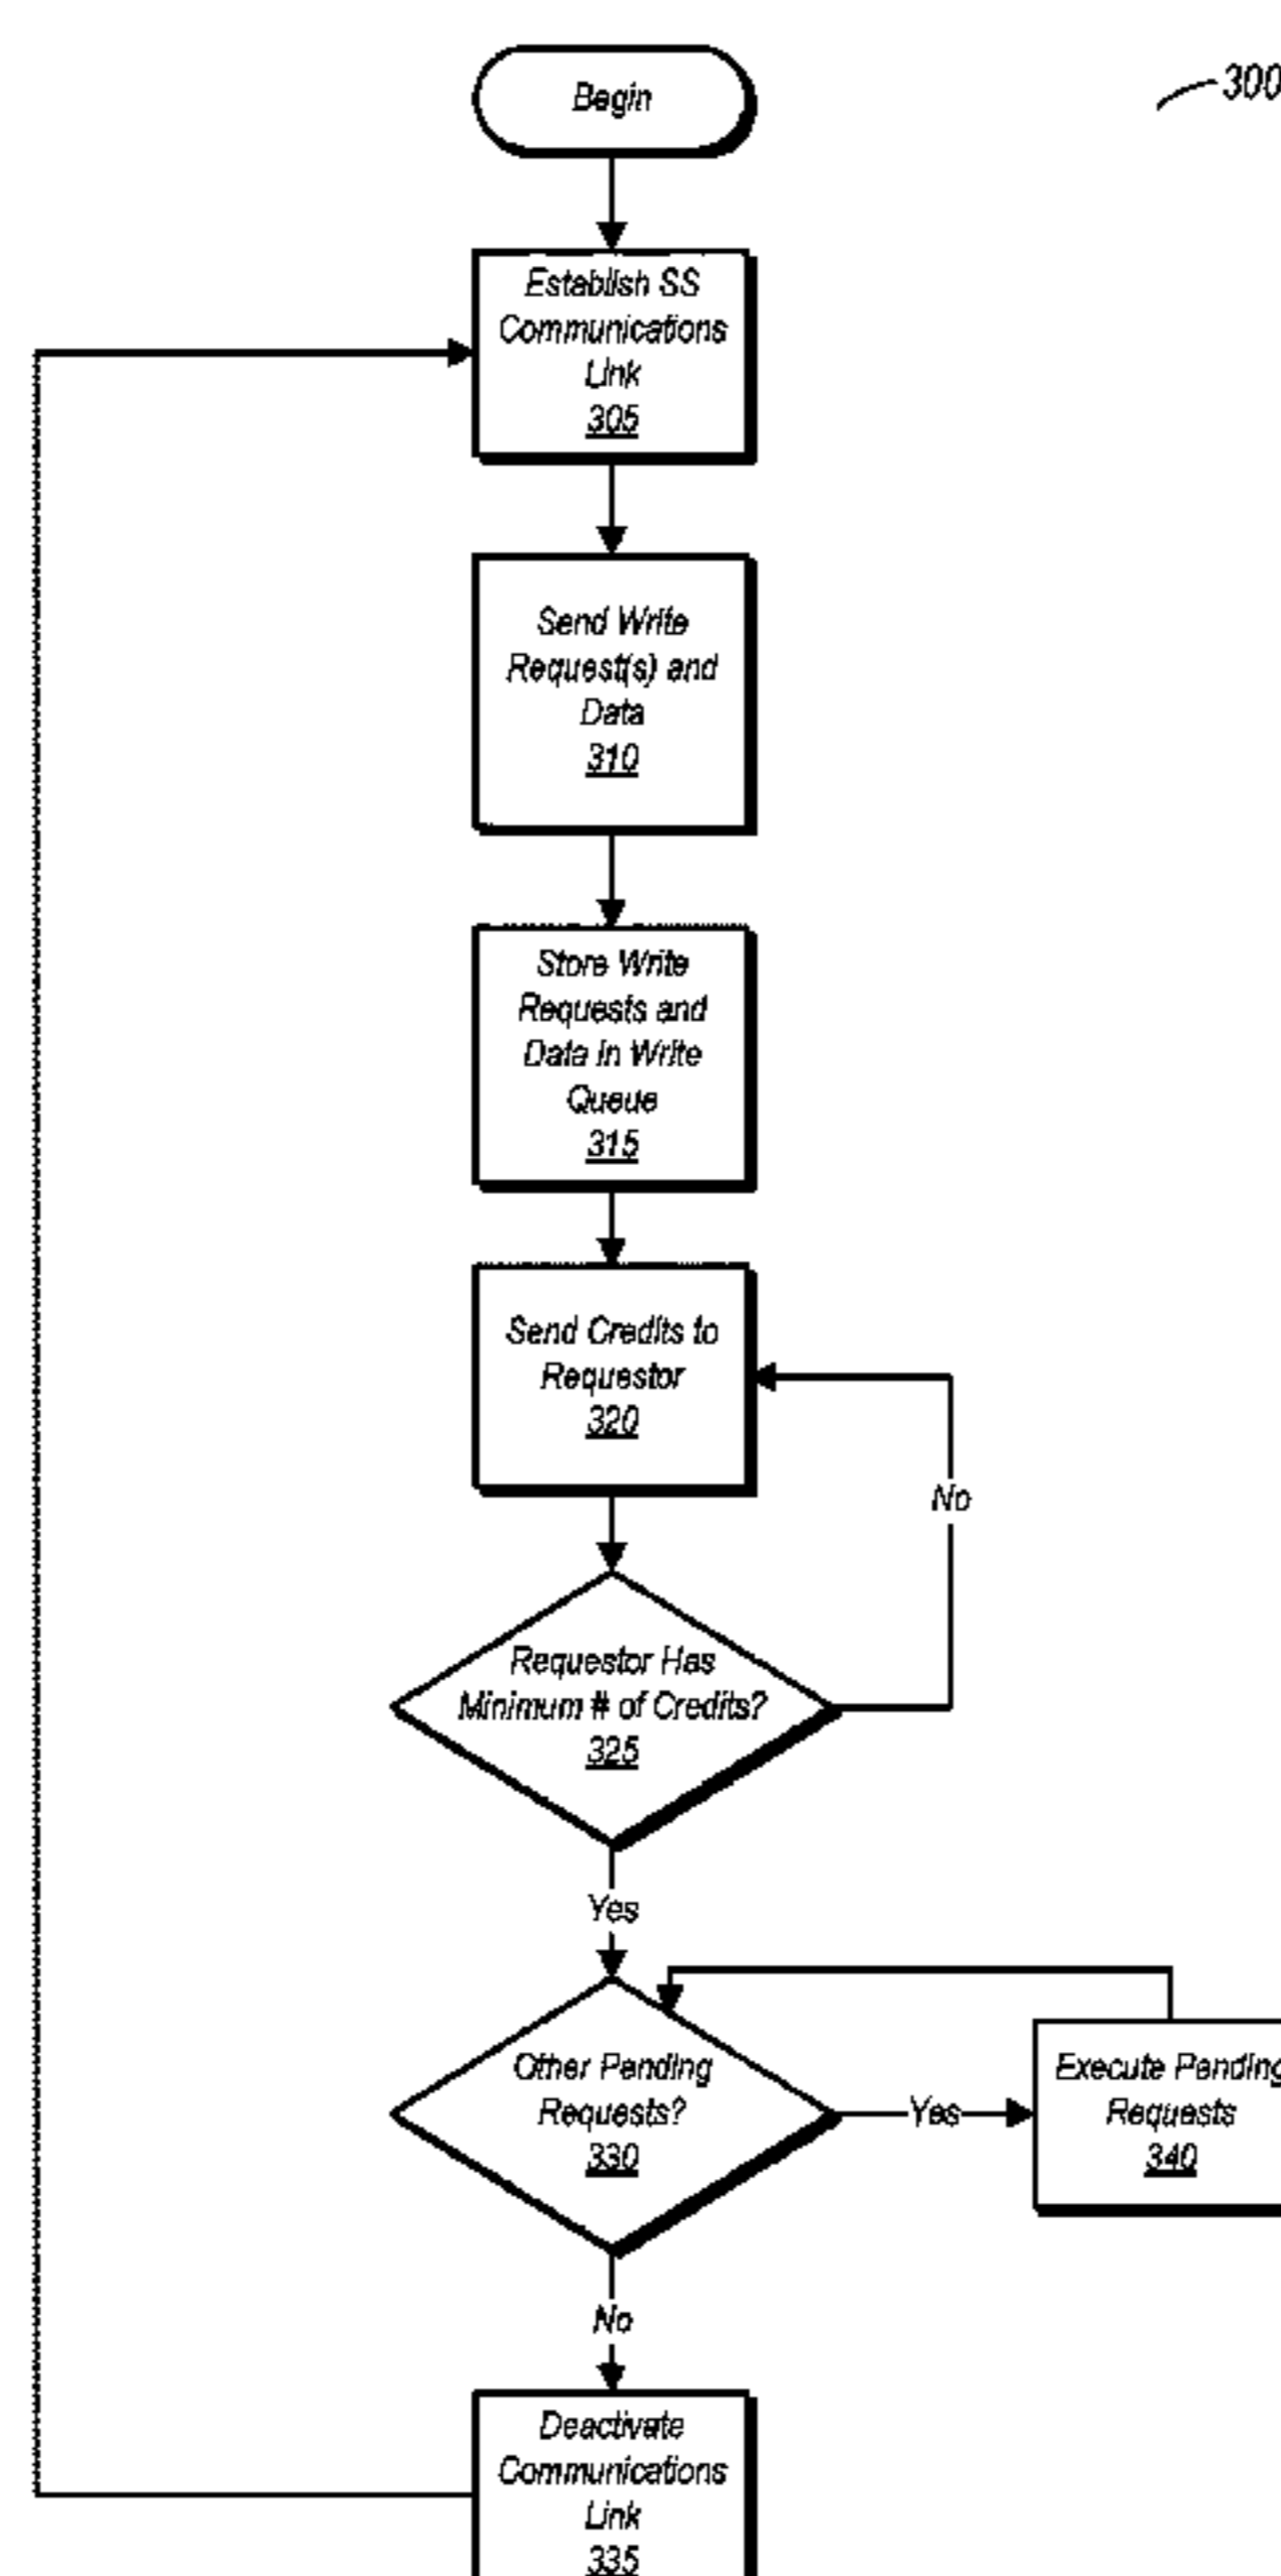 Begin
300
Establish SS
Communications
Link
305
Send Write
Request(s) and
Data
310
Store Write
Requests and
Data in Write
Queue
315
Send Credits to
Requestor
320
No
Requestor Has
Minimum # of Credits?
325
Yes
Other Pending
Requests?
330
Yes
Execute Pending
Requests
340
No
Deactivate
Communications
Link
335